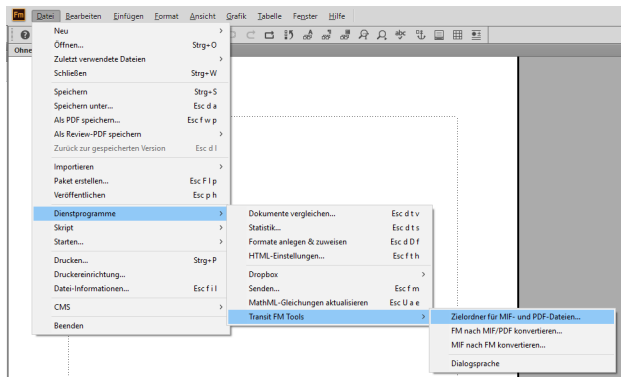 Fm Datei Bearbeiten Einfügen Format Ansicht Grafik Tabelle Fenster Hilfe
Ohne
Neu >
Öffnen... Strg+O
Zuletzt verwendete Dateien >
Schließen Strg+W
Speichern Strg+S
Speichern unter... Esc d a
Als PDF speichern... Esc f w p
Als Review-PDF speichern >
Zurück zur gespeicherten Version Esc d l
Importieren >
Paket erstellen... Esc F l p
Veröffentlichen Esc p h
Dienstprogramme >
Skript >
Starten... >
Drucken... Strg+P
Druckereinrichtung...
Datei-Informationen... Esc f i l
CMS >
Beenden
Dokumente vergleichen... Esc d t v
Statistik... Esc d t s
Formate anlegen & zuweisen Esc d D f
HTML-Einstellungen... Esc f t h
Dropbox >
Senden... Esc f m
MathML-Gleichungen aktualisieren Esc U a e
Transit FM Tools >
Zielordner für MIF- und PDF-Dateien...
FM nach MIF/PDF konvertieren...
MIF nach FM konvertieren...
Dialogsprache